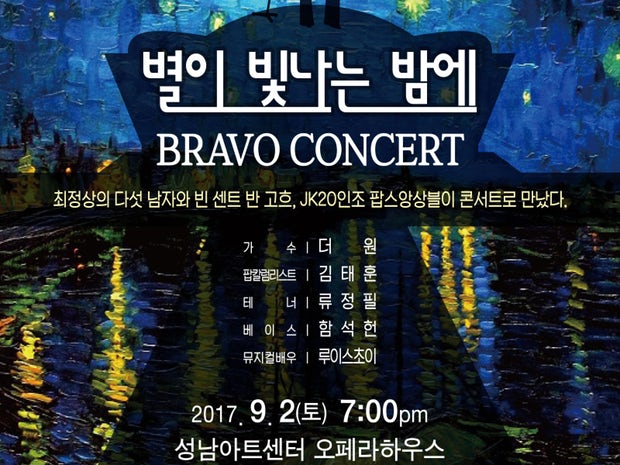 별이 빛나는 밤에
BRAVO CONCERT
최정상의 다섯 남자와 빈 센트 반 고흐, JK20인조 팝스앙상블이 콘서트로 만났다.
가 수 | 더 원
팝칼럼리스트 | 김태훈
테 너 | 류정필
베 이 스 | 함석헌
뮤지컬배우 | 루이스초이
2017. 9. 2(토) 7:00pm
성남아트센터 오페라하우스